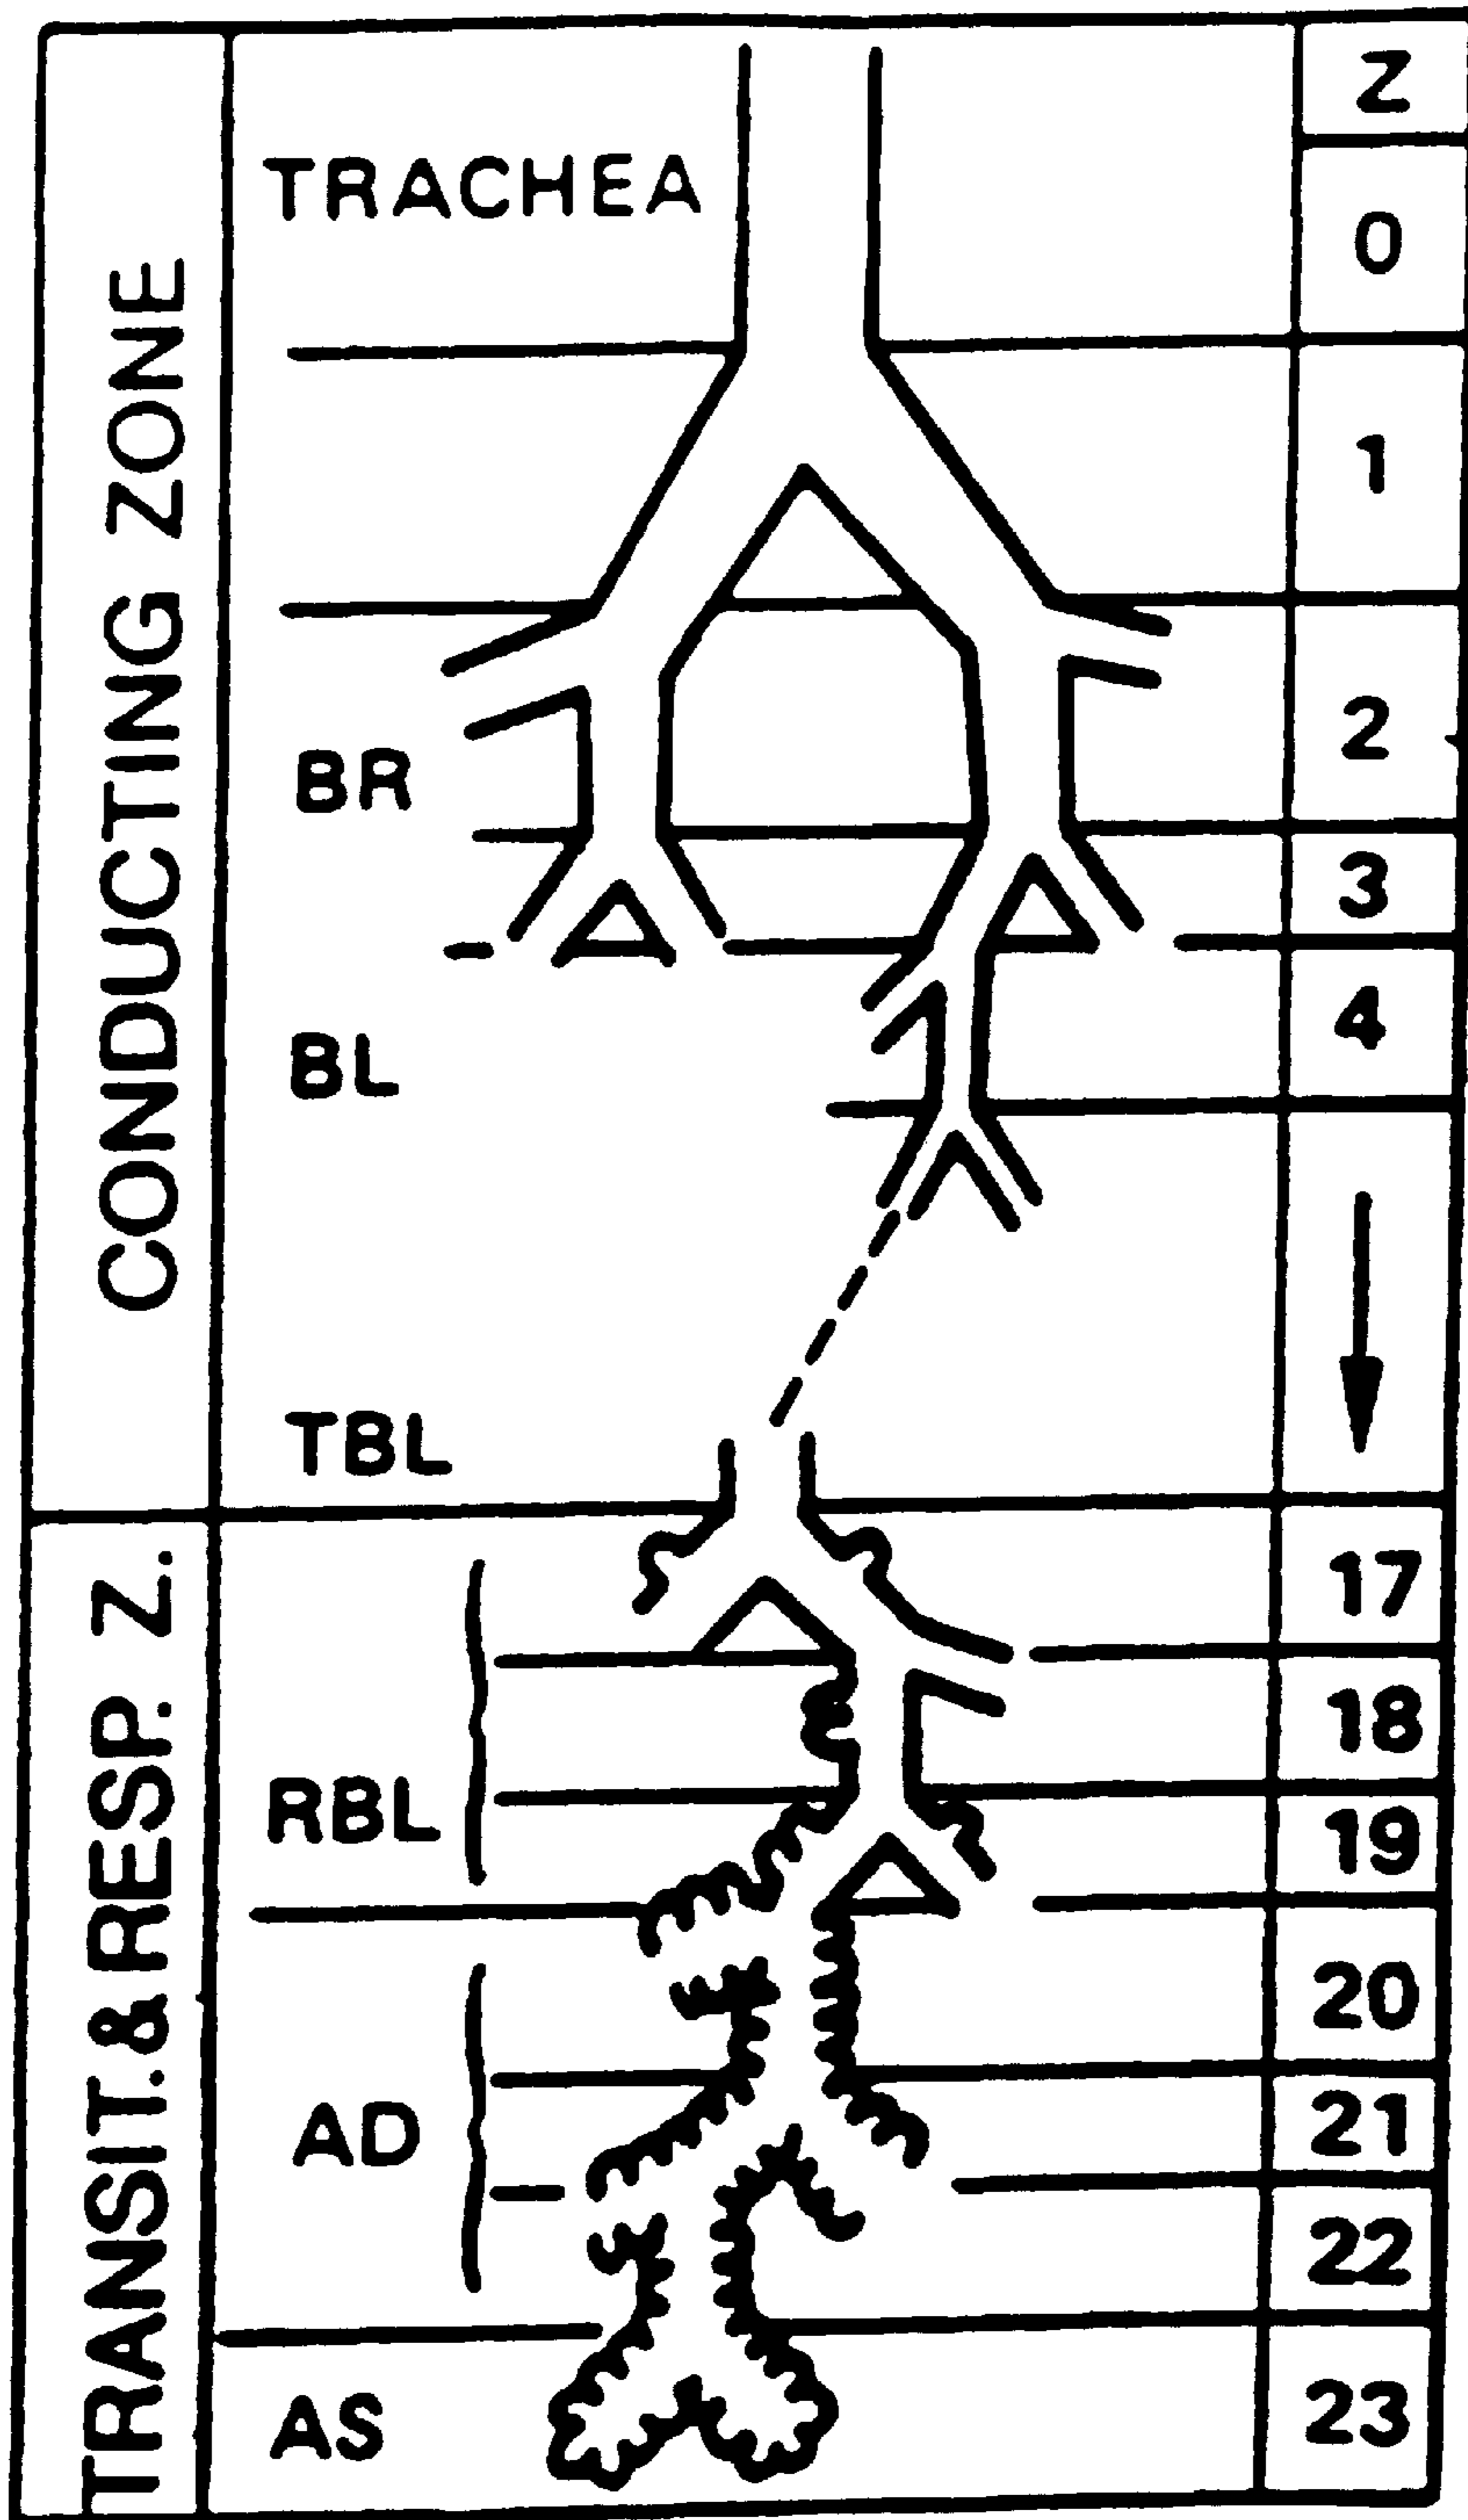 CONDUCTING ZONE
TRANSIT. & RESP. Z.
TRACHEA
BR
BL
TBL
RBL
AD
AS
Z
0
1
2
3
4
17
18
19
20
21
22
23